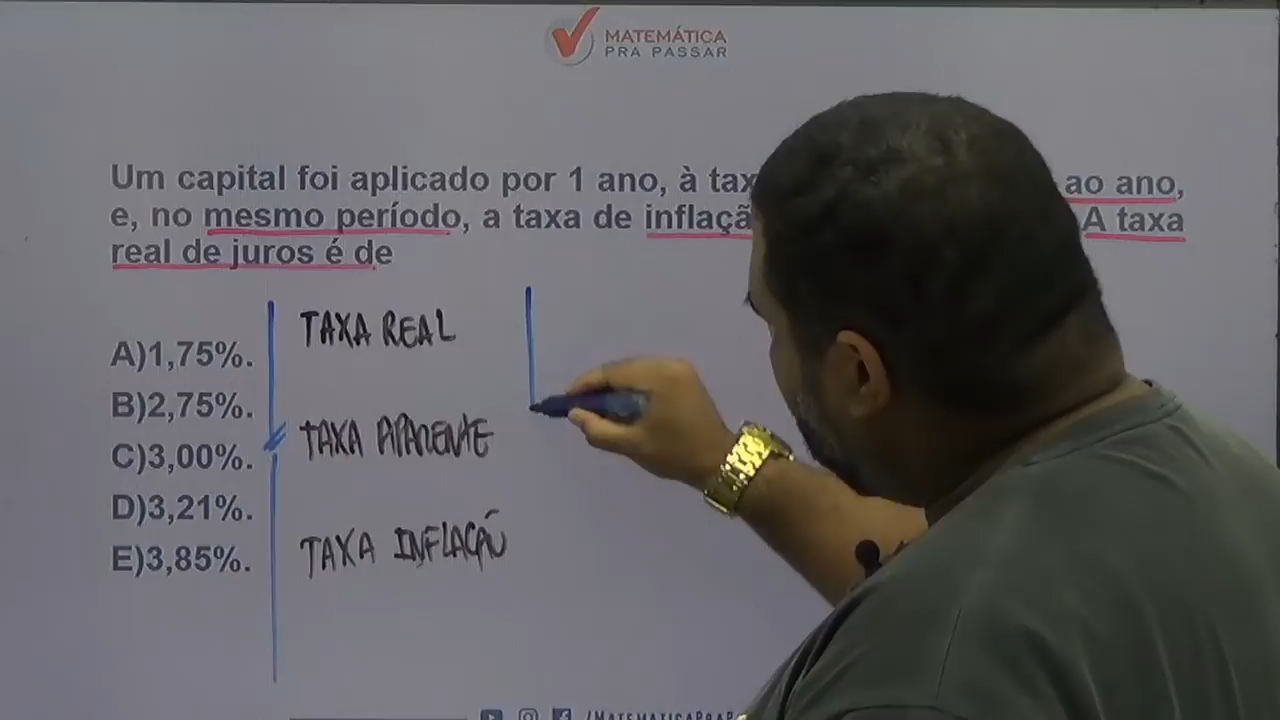 MATEMÁTICA
PRA PASSAR
Um capital foi aplicado por 1 ano, à tax ao ano,
e, no mesmo período, a taxa de inflaçã A taxa
real de juros é de
A)1,75%.
B)2,75%.
C)3,00%.
D)3,21%.
E)3,85%.
TAXA REAL
TAXA APARENTE
TAXA INFLAÇÃO